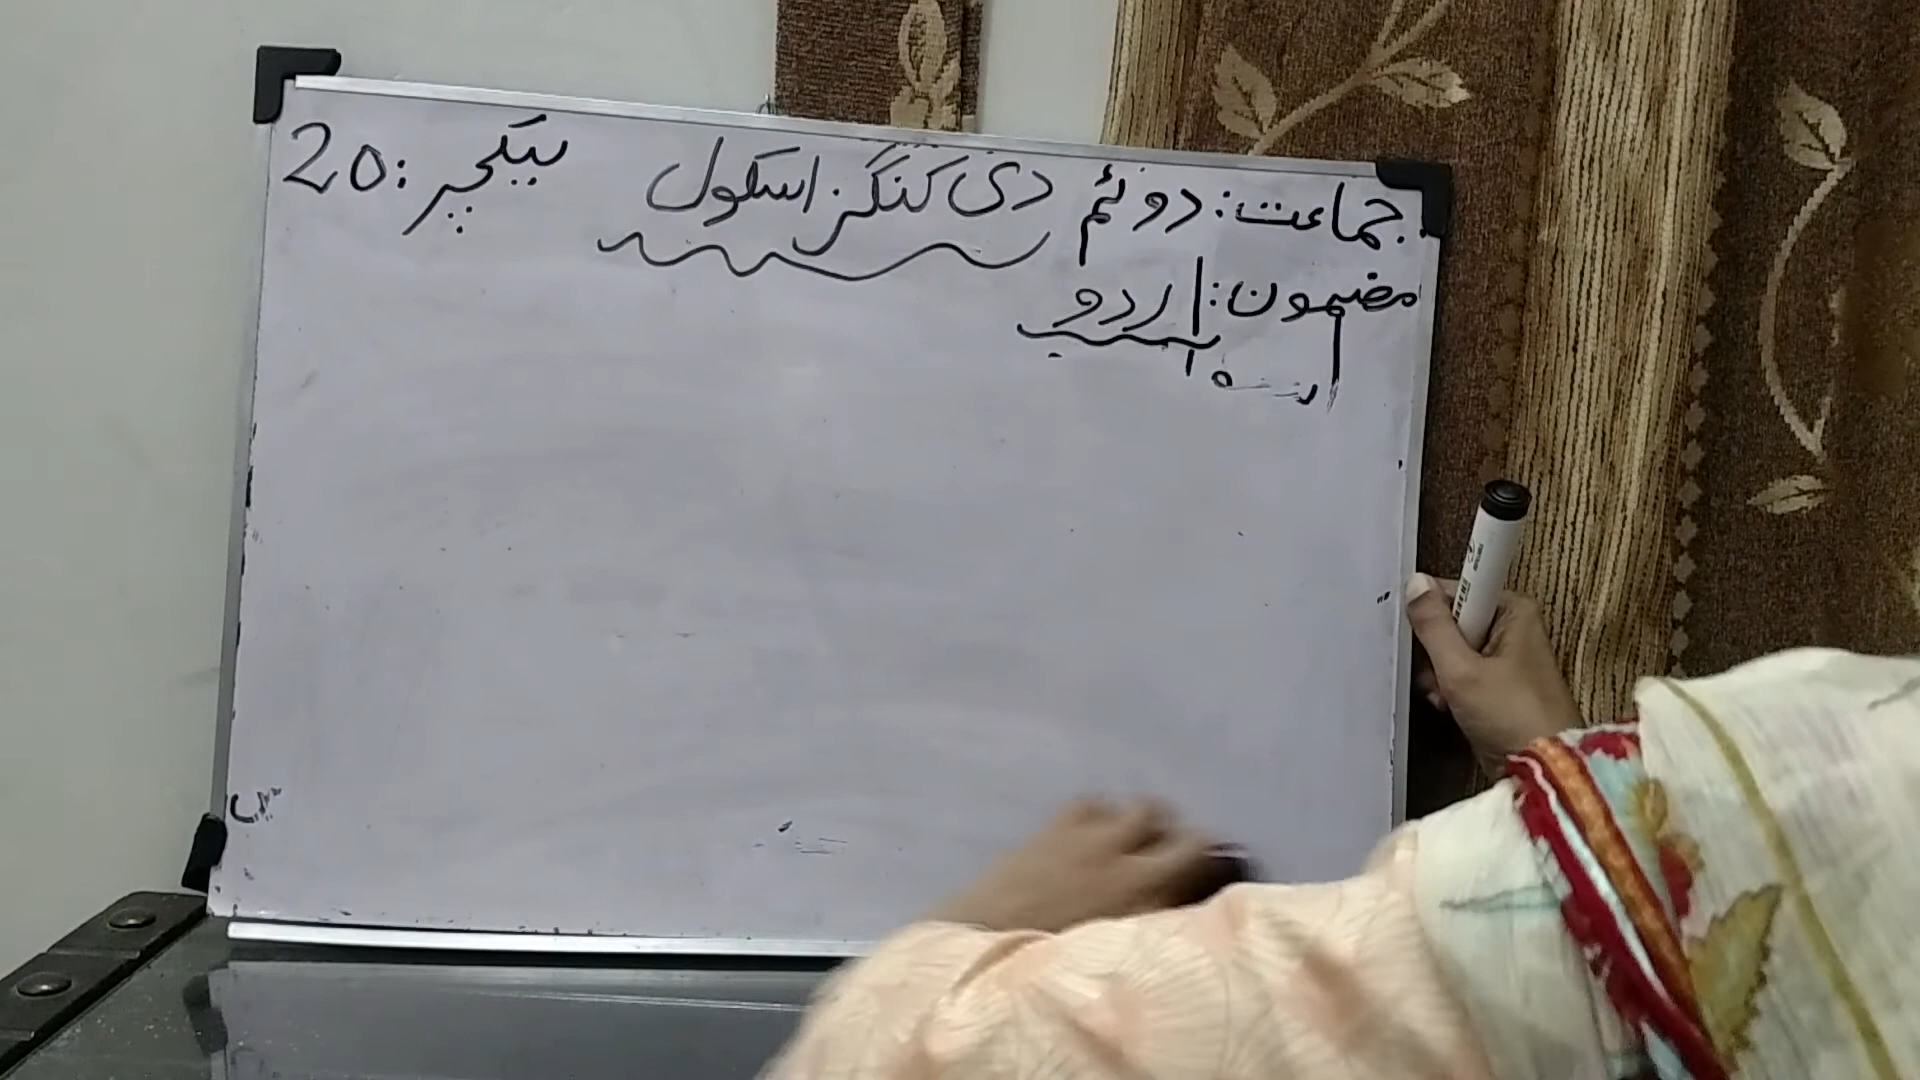 جماعت: دوئم دی کنگز اسکول لیکچر: 20
مضمون: اردو